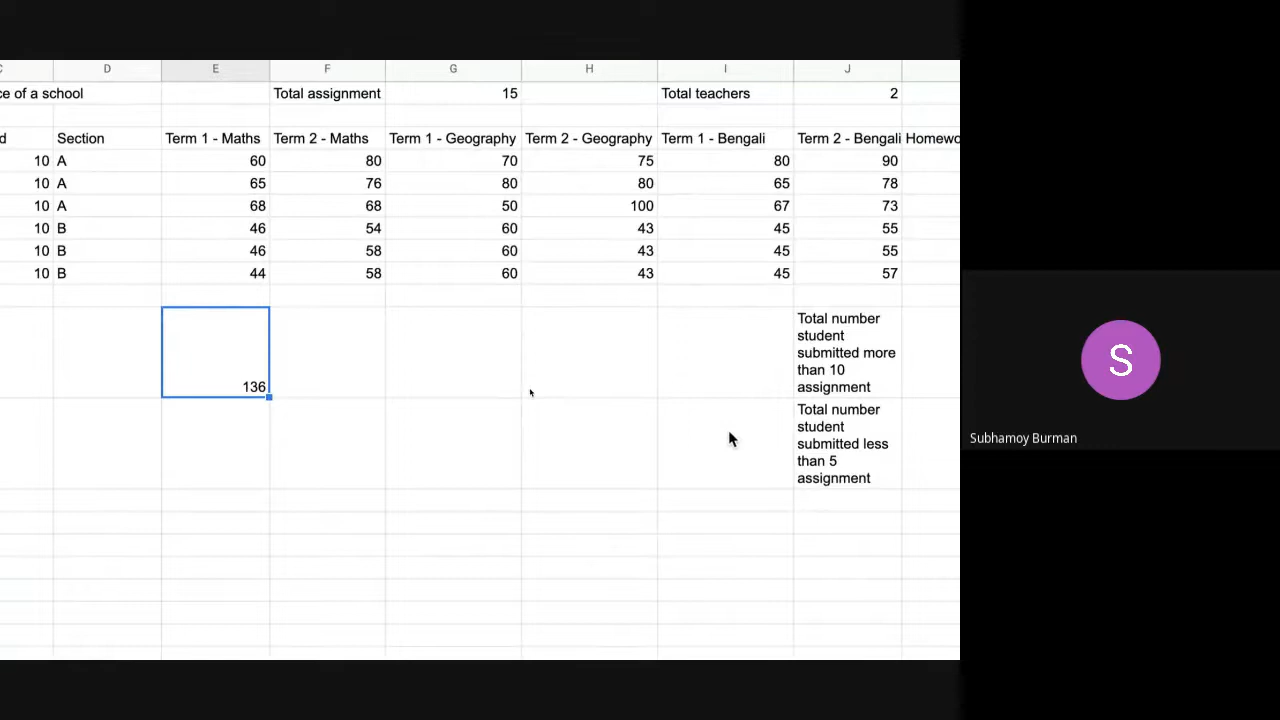 C D E F G H I J
ce of a school Total assignment 15 Total teachers 2
d Section Term 1 - Maths Term 2 - Maths Term 1 - Geography Term 2 - Geography Term 1 - Bengali Term 2 - Bengali Homewo
10 A 60 80 70 75 80 90
10 A 65 76 80 80 65 78
10 A 68 68 50 100 67 73
10 B 46 54 60 43 45 55
10 B 46 58 60 43 45 55
10 B 44 58 60 43 45 57
136
Total number
student
submitted more
than 10
assignment
Total number
student
submitted less
than 5
assignment
S
Subhamoy Burman